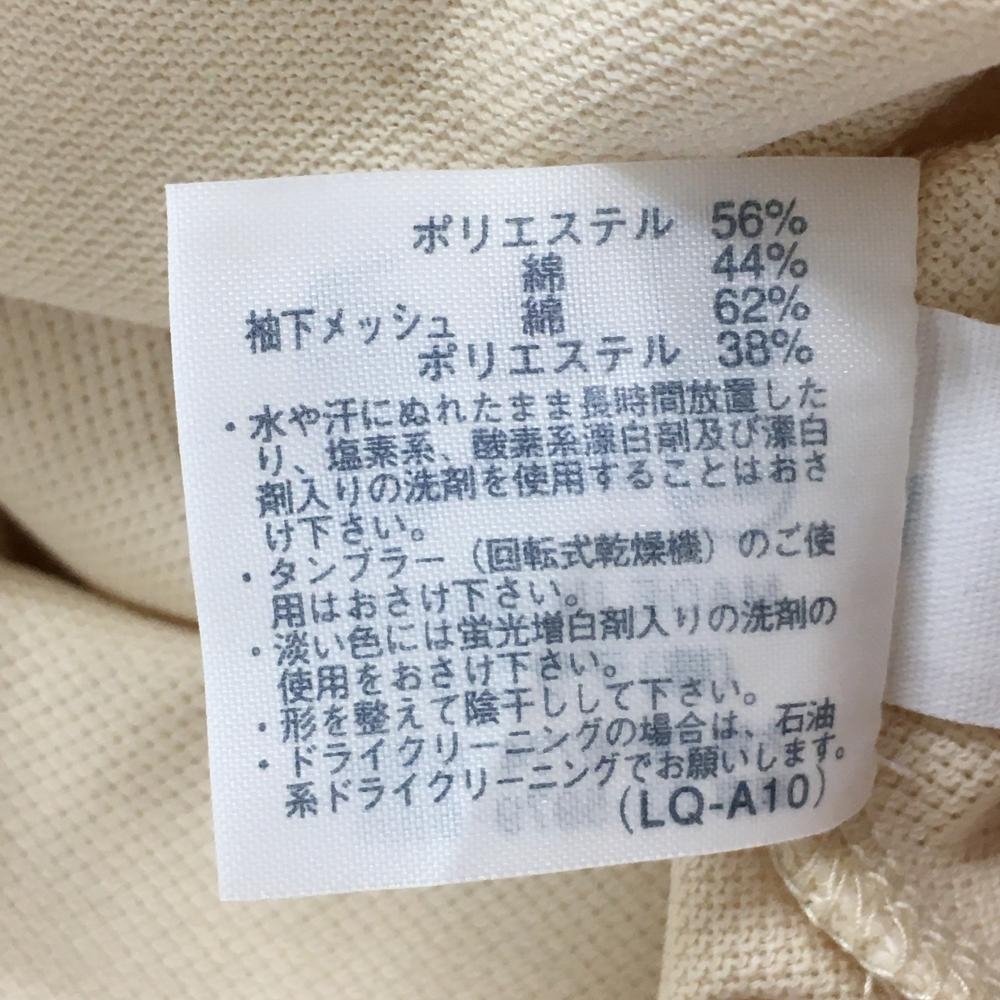 ポリエステル 56%
綿 44%
袖下メッシュ 綿 62%
ポリエステル 38%
・水や汗にぬれたまま長時間放置した
り、塩素系、酸素系漂白剤及び漂白
剤入りの洗剤を使用することはおさ
け下さい。
・タンブラー（回転式乾燥機）のご使
用はおさけ下さい。
・淡い色には蛍光増白剤入りの洗剤の
使用をおさけ下さい。
・形を整えて陰干しして下さい。
・ドライクリーニングの場合は、石油
系ドライクリーニングでお願いします。
(LQ-A10)